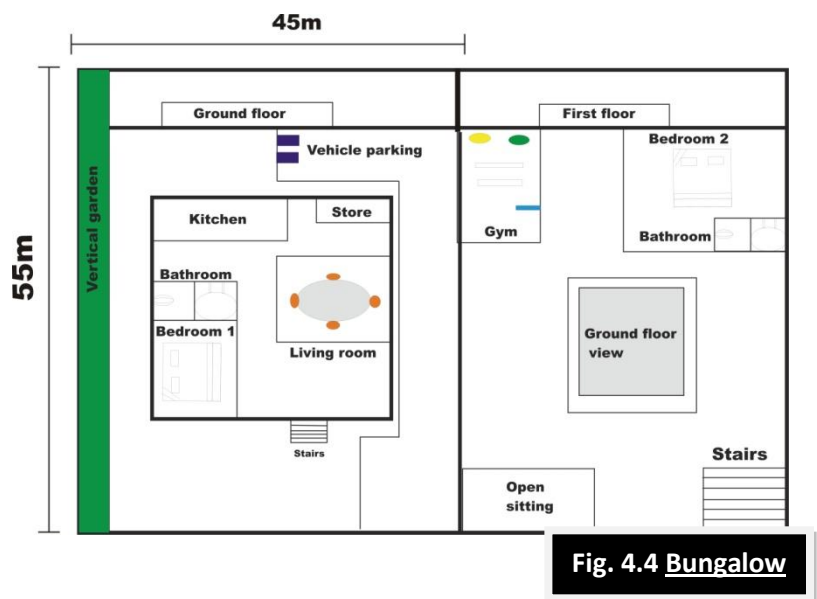 45m
55m
Vertical garden
Ground floor
Vehicle parking
Kitchen
Store
Bathroom
Bedroom 1
Living room
Stairs
First floor
Bedroom 2
Gym
Bathroom
Ground floor
view
Open
sitting
Stairs
Fig. 4.4 Bungalow